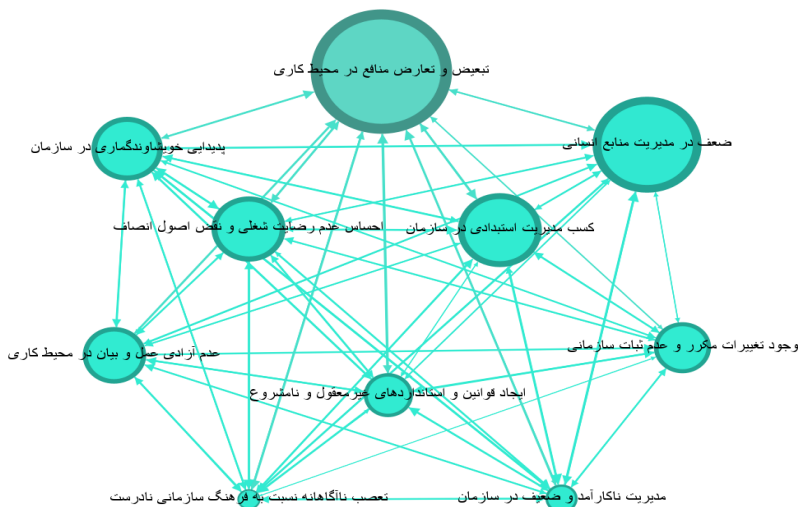 تبعیض و تعارض منافع در محیط کاری
ضعف در مدیریت منابع انسانی
پدیدایی خویشاوندگماری در سازمان
کسب مدیریت استبدادی در سازمان
احساس عدم رضایت شغلی و نقض اصول انصاف
وجود تغییرات مکرر و عدم ثبات سازمانی
عدم آزادی عمل و بیان در محیط کاری
ایجاد قوانین و استانداردهای غیرمعقول و نامشروع
مدیریت ناکارآمد و ضعیف در سازمان
تعصب ناآگاهانه نسبت به فرهنگ سازمانی نادرست